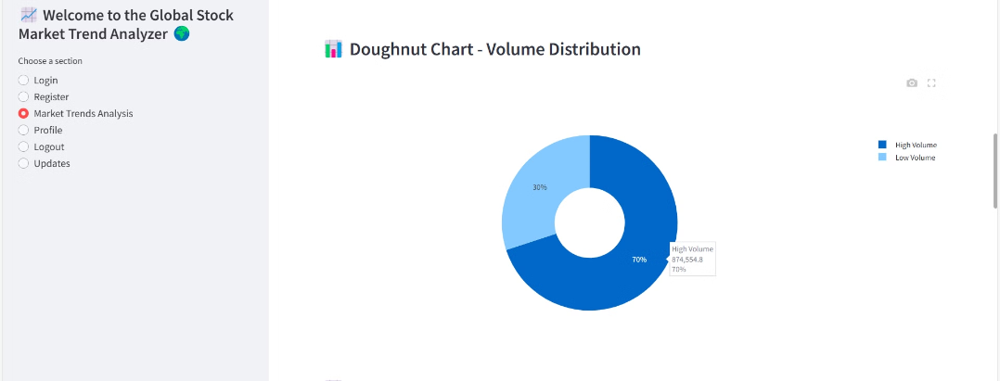 Welcome to the Global Stock
Market Trend Analyzer
Choose a section
Login
Register
Market Trends Analysis
Profile
Logout
Updates
Doughnut Chart - Volume Distribution
High Volume
Low Volume
30%
70%
High Volume
874,554.8
70%